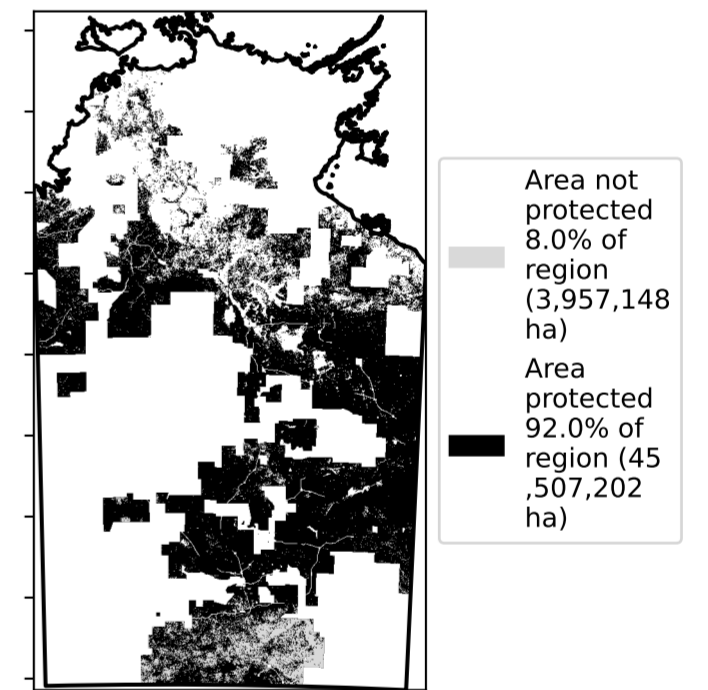 Area not
protected
8.0% of
region
(3,957,148
ha)
Area
protected
92.0% of
region (45
,507,202
ha)